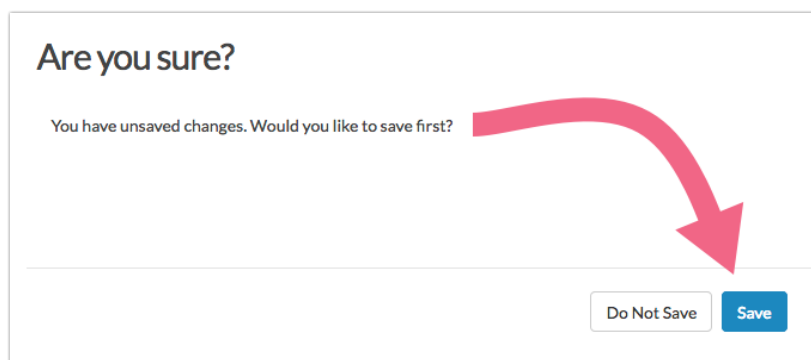 Are you sure?
You have unsaved changes. Would you like to save first?
Do Not Save
Save